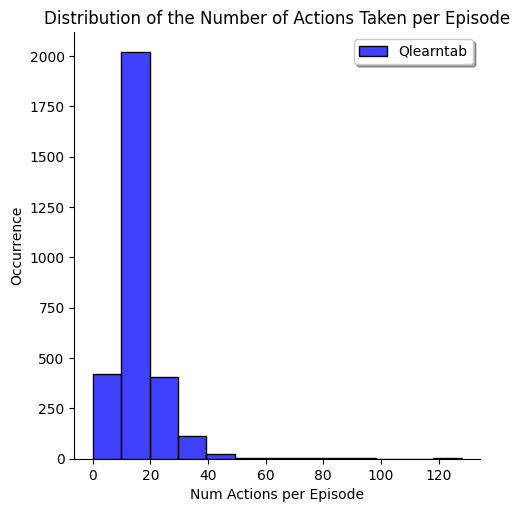 Distribution of the Number of Actions Taken per Episode
Qlearntab
2000
1750
1500
1250
1000
750
500
250
0
Occurrence
0 20 40 60 80 100 120
Num Actions per Episode